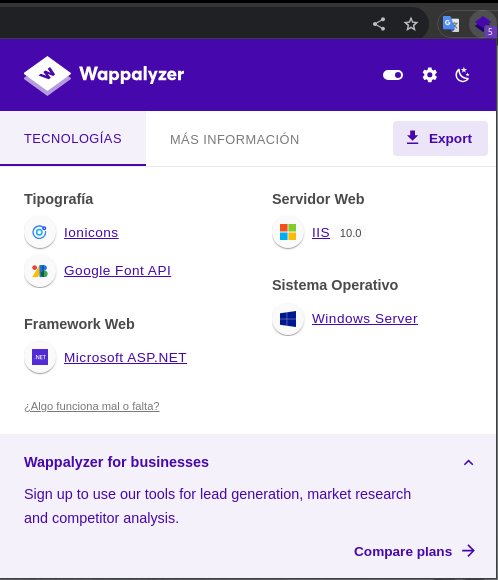 5
Wappalyzer
TECNOLOGÍAS
MÁS INFORMACIÓN
Export
Tipografía
Ionicons
Google Font API
Framework Web
.NET
Microsoft ASP.NET
Servidor Web
IIS 10.0
Sistema Operativo
Windows Server
¿Algo funciona mal o falta?
Wappalyzer for businesses
Sign up to use our tools for lead generation, market research
and competitor analysis.
Compare plans